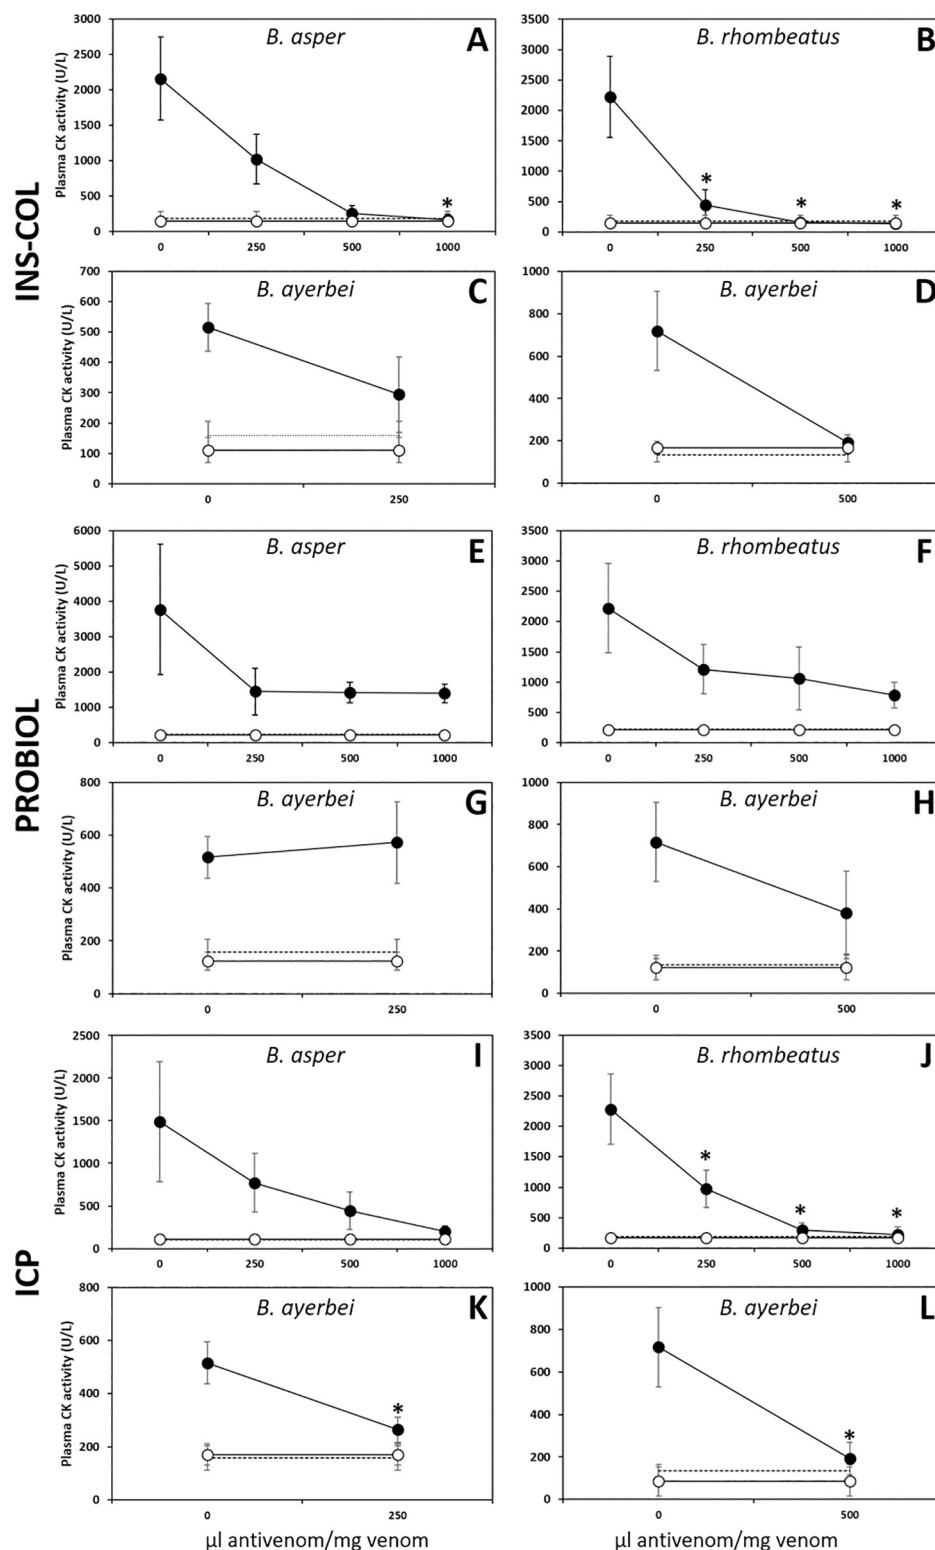 INS-COL
B. asper A
Plasma CK activity (U/L)
3000
2500
2000
1500
1000
500
0
*
0 250 500 1000
B. rhombeatus B
3500
3000
2500
2000
1500
1000
500
0
* * *
0 250 500 1000
B. ayerbei C
Plasma CK activity (U/L)
700
600
500
400
300
200
100
0
0 250
B. ayerbei D
1000
800
600
400
200
0
0 500
PROBIOL
B. asper E
Plasma CK activity (U/L)
6000
5000
4000
3000
2000
1000
0
0 250 500 1000
B. rhombeatus F
3500
3000
2500
2000
1500
1000
500
0
0 250 500 1000
B. ayerbei G
Plasma CK activity (U/L)
800
600
400
200
0
0 250
B. ayerbei H
1000
800
600
400
200
0
0 500
ICP
B. asper I
Plasma CK activity (U/L)
2500
2000
1500
1000
500
0
0 250 500 1000
B. rhombeatus J
3500
3000
2500
2000
1500
1000
500
0
* * *
0 250 500 1000
B. ayerbei K
Plasma CK activity (U/L)
800
600
400
200
0
*
0 250
µl antivenom/mg venom
B. ayerbei L
1000
800
600
400
200
0
*
0 500
µl antivenom/mg venom